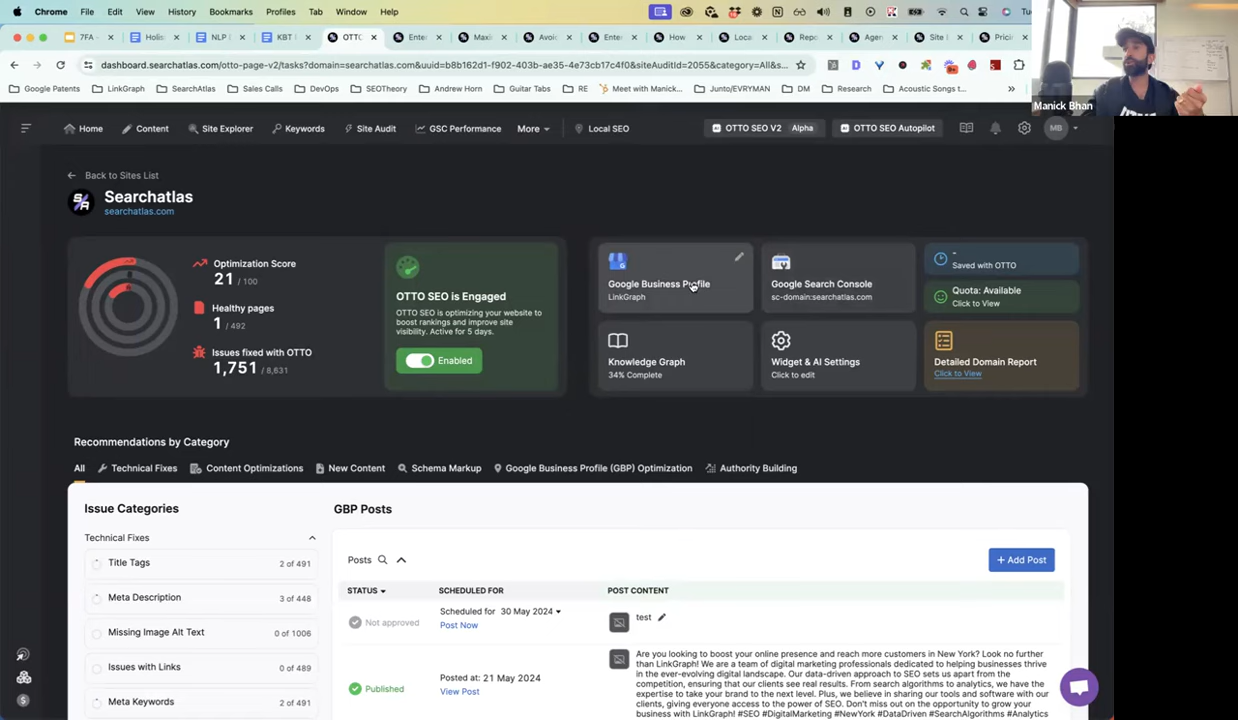 Chrome File Edit View History Bookmarks Profiles Tab Window Help
7FA - Holis NLP KBT OTTO Enter Maxi Avoi Enter How Loca Repo Agen Site Pricin
dashboard.searchatlas.com/otto-page-v2/tasks?domain=searchatlas.com&uuid=b8b162d1-f902-403b-ae35-4e73cb17c4f0&siteAuditId=2055&category=All&s...
Google Patents LinkGraph SearchAtlas Sales Calls DevOps SEOTheory Andrew Horn Guitar Tabs RE Meet with Manick... Junto/EVRYMAN DM Research Acoustic Songs t...
Manick Bhan
Home Content Site Explorer Keywords Site Audit GSC Performance More Local SEO OTTO SEO V2 Alpha OTTO SEO Autopilot MB
Back to Sites List
Searchatlas
searchatlas.com
Optimization Score
21 / 100
Healthy pages
1 / 492
Issues fixed with OTTO
1,751 / 8,631
OTTO SEO is Engaged
OTTO SEO is optimizing your website to
boost rankings and improve site
visibility. Active for 5 days.
Enabled
Google Business Profile
LinkGraph
Google Search Console
sc-domain:searchatlas.com
-
Saved with OTTO
Quota: Available
Click to View
Knowledge Graph
34% Complete
Widget & AI Settings
Click to edit
Detailed Domain Report
Click to View
Recommendations by Category
All Technical Fixes Content Optimizations New Content Schema Markup Google Business Profile (GBP) Optimization Authority Building
Issue Categories
Technical Fixes
Title Tags 2 of 491
Meta Description 3 of 448
Missing Image Alt Text 0 of 1006
Issues with Links 0 of 489
Meta Keywords 2 of 491
GBP Posts
Posts
+ Add Post
STATUS SCHEDULED FOR POST CONTENT
Not approved
Scheduled for 30 May 2024
Post Now
test
Published
Posted at: 21 May 2024
View Post
Are you looking to boost your online presence and reach more customers in New York? Look no further
than LinkGraph! We are a team of digital marketing professionals dedicated to helping businesses thrive
in the ever-evolving digital landscape. Our data-driven approach to SEO sets us apart from the
competition, ensuring that our clients see real results. From search algorithms to analytics, we have the
expertise to take your brand to the next level. Plus, we believe in sharing our tools and software with our
clients, giving everyone access to the power of SEO. Don't miss out on the opportunity to grow your
business with LinkGraph! #SEO #DigitalMarketing #NewYork #DataDriven #SearchAlgorithms #Analytics